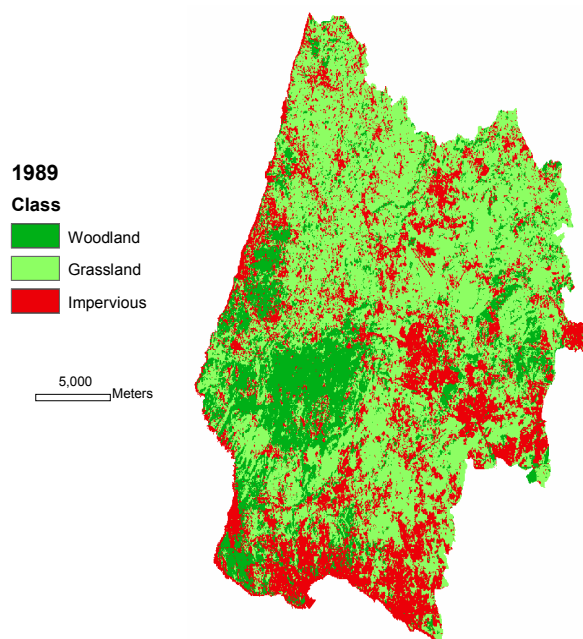 1989
Class
Woodland
Grassland
Impervious
5,000
Meters